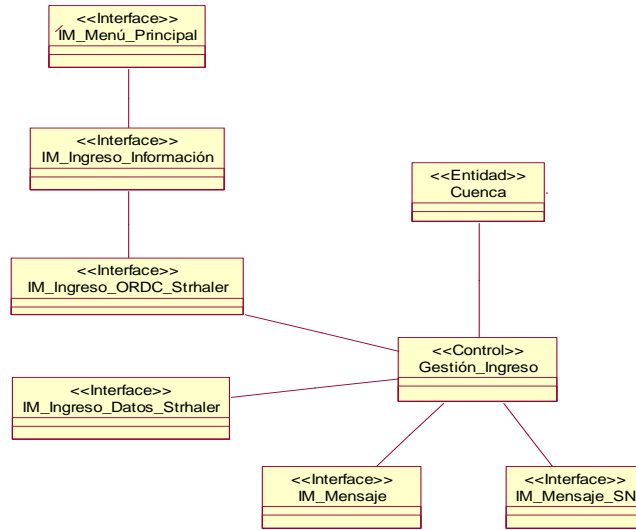 <<Interface>>
IM_Menú_Principal
<<Interface>>
IM_Ingreso_Información
<<Entidad>>
Cuenca
<<Interface>>
IM_Ingreso_ORDC_Strhaler
<<Control>>
Gestión_Ingreso
<<Interface>>
IM_Ingreso_Datos_Strhaler
<<Interface>>
IM_Mensaje
<<Interface>>
IM_Mensaje_SN